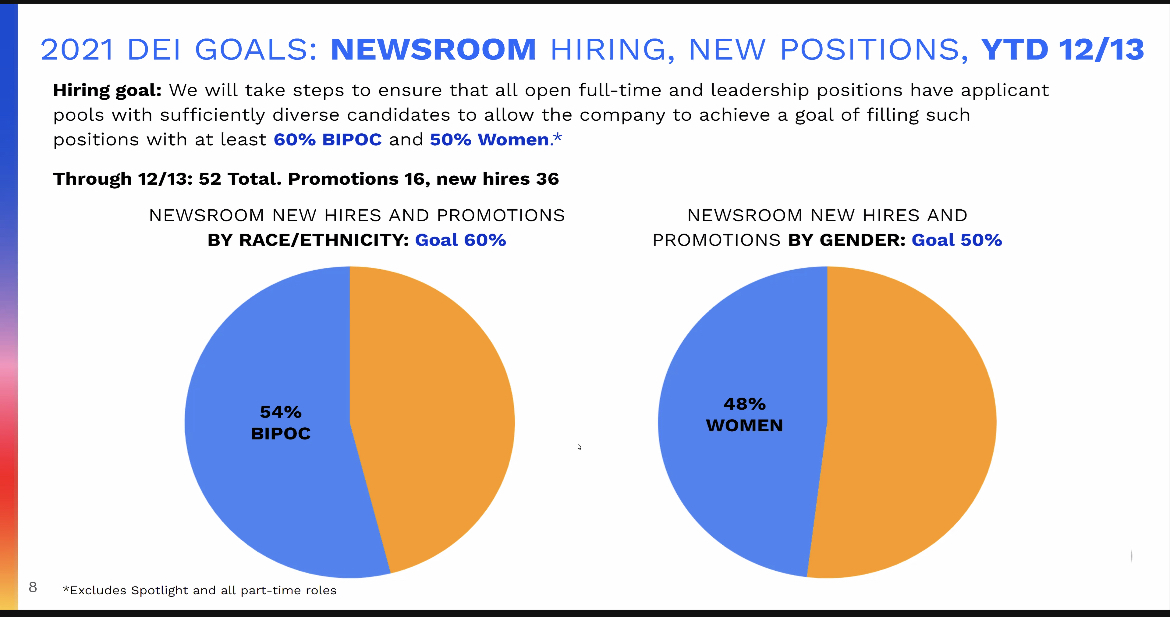 2021 DEI GOALS: NEWSROOM HIRING, NEW POSITIONS, YTD 12/13
Hiring goal: We will take steps to ensure that all open full-time and leadership positions have applicant
pools with sufficiently diverse candidates to allow the company to achieve a goal of filling such
positions with at least 60% BIPOC and 50% Women.*
Through 12/13: 52 Total. Promotions 16, new hires 36
NEWSROOM NEW HIRES AND PROMOTIONS
BY RACE/ETHNICITY: Goal 60%
54%
BIPOC
NEWSROOM NEW HIRES AND
PROMOTIONS BY GENDER: Goal 50%
48%
WOMEN
8
*Excludes Spotlight and all part-time roles